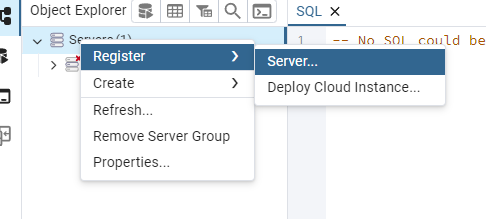 Object Explorer
SQL
Servers (1)
1 -- No SQL could be
Register
Server...
Create
Deploy Cloud Instance...
Refresh...
Remove Server Group
Properties...